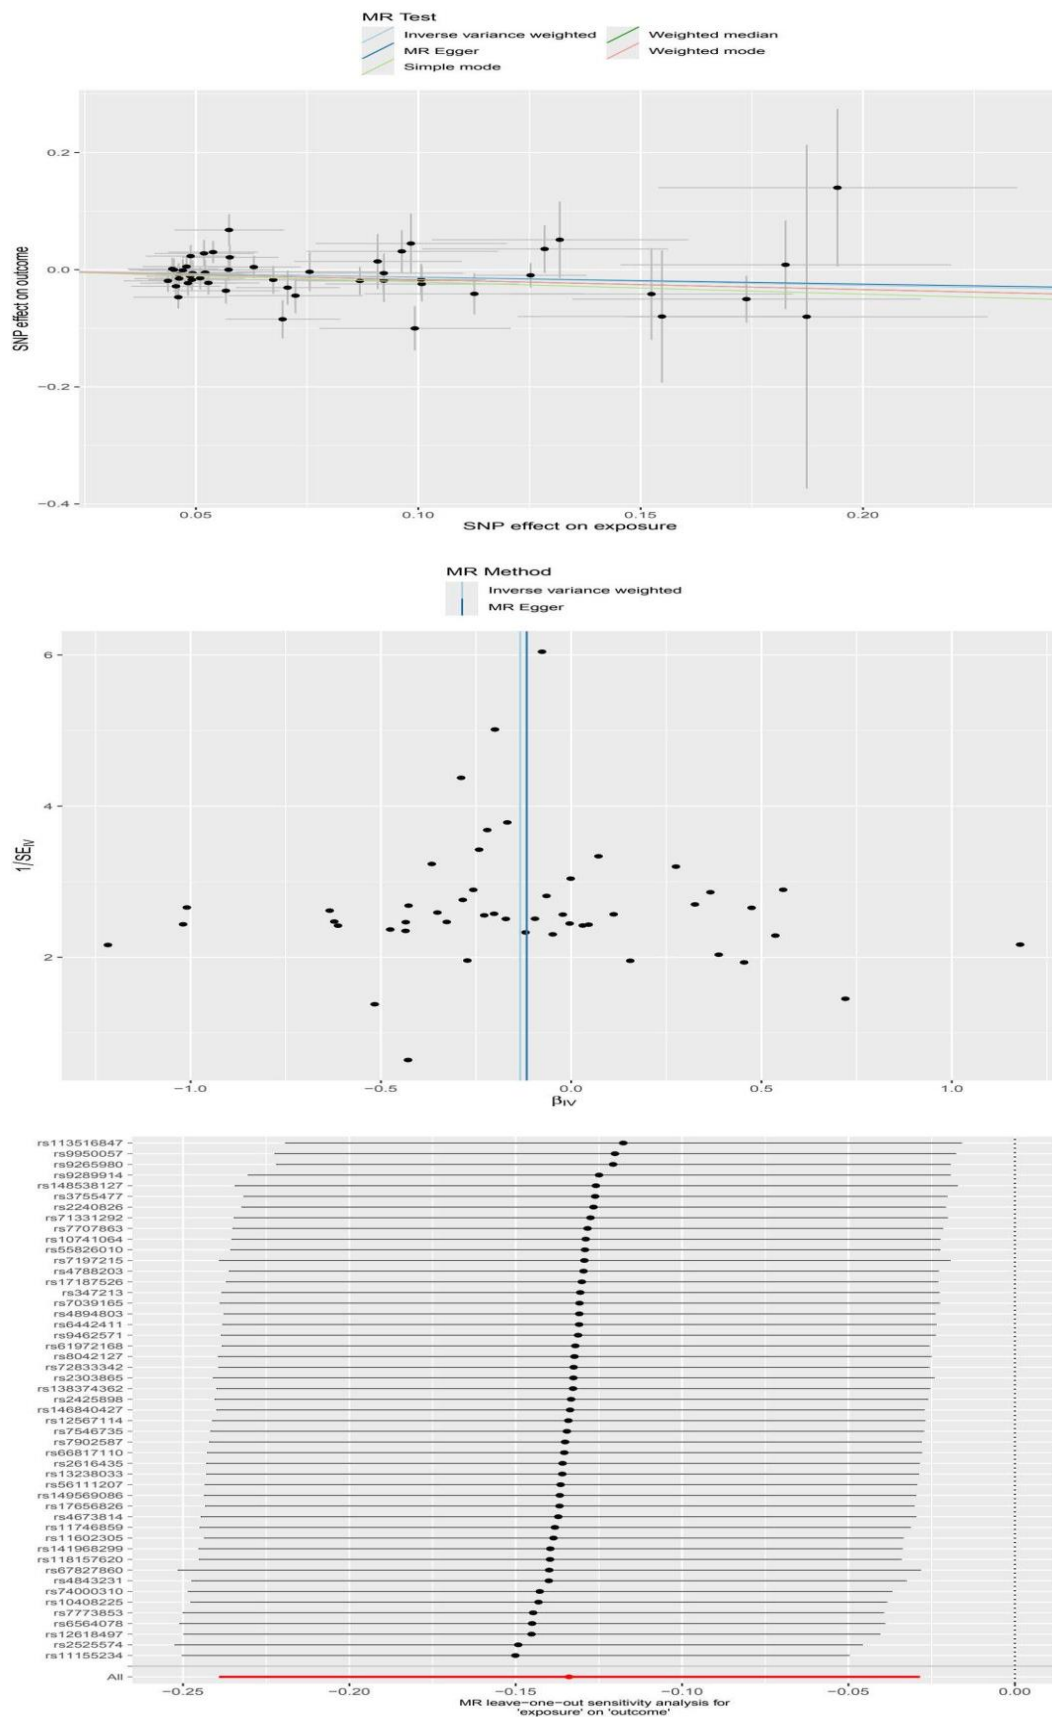 MR Test
Inverse variance weighted
Weighted median
MR Egger
Weighted mode
Simple mode
0.2
0.0
−0.2
−0.4
SNP effect on outcome
0.05
0.10
0.15
0.20
SNP effect on exposure
MR Method
Inverse variance weighted
MR Egger
6
4
2
1/SE_IV
−1.0
−0.5
0.0
0.5
1.0
β_IV
rs113516847
rs9950057
rs9265980
rs9289914
rs148538127
rs3755477
rs2240826
rs71331292
rs7707863
rs10741064
rs55826010
rs7197215
rs4788203
rs17187526
rs347213
rs7039165
rs4894803
rs6442411
rs9462571
rs61972168
rs8042127
rs72833342
rs2303865
rs138374362
rs2425898
rs146840427
rs12567114
rs7546735
rs7902587
rs66817110
rs2616435
rs13238033
rs56111207
rs149569086
rs17656826
rs4673814
rs11746859
rs11602305
rs141968299
rs118157620
rs67827860
rs4843231
rs74000310
rs10408225
rs7773853
rs6564078
rs12618497
rs2525574
rs11155234
All
−0.25
−0.20
−0.15
−0.10
−0.05
0.00
MR leave−one−out sensitivity analysis for
'exposure' on 'outcome'